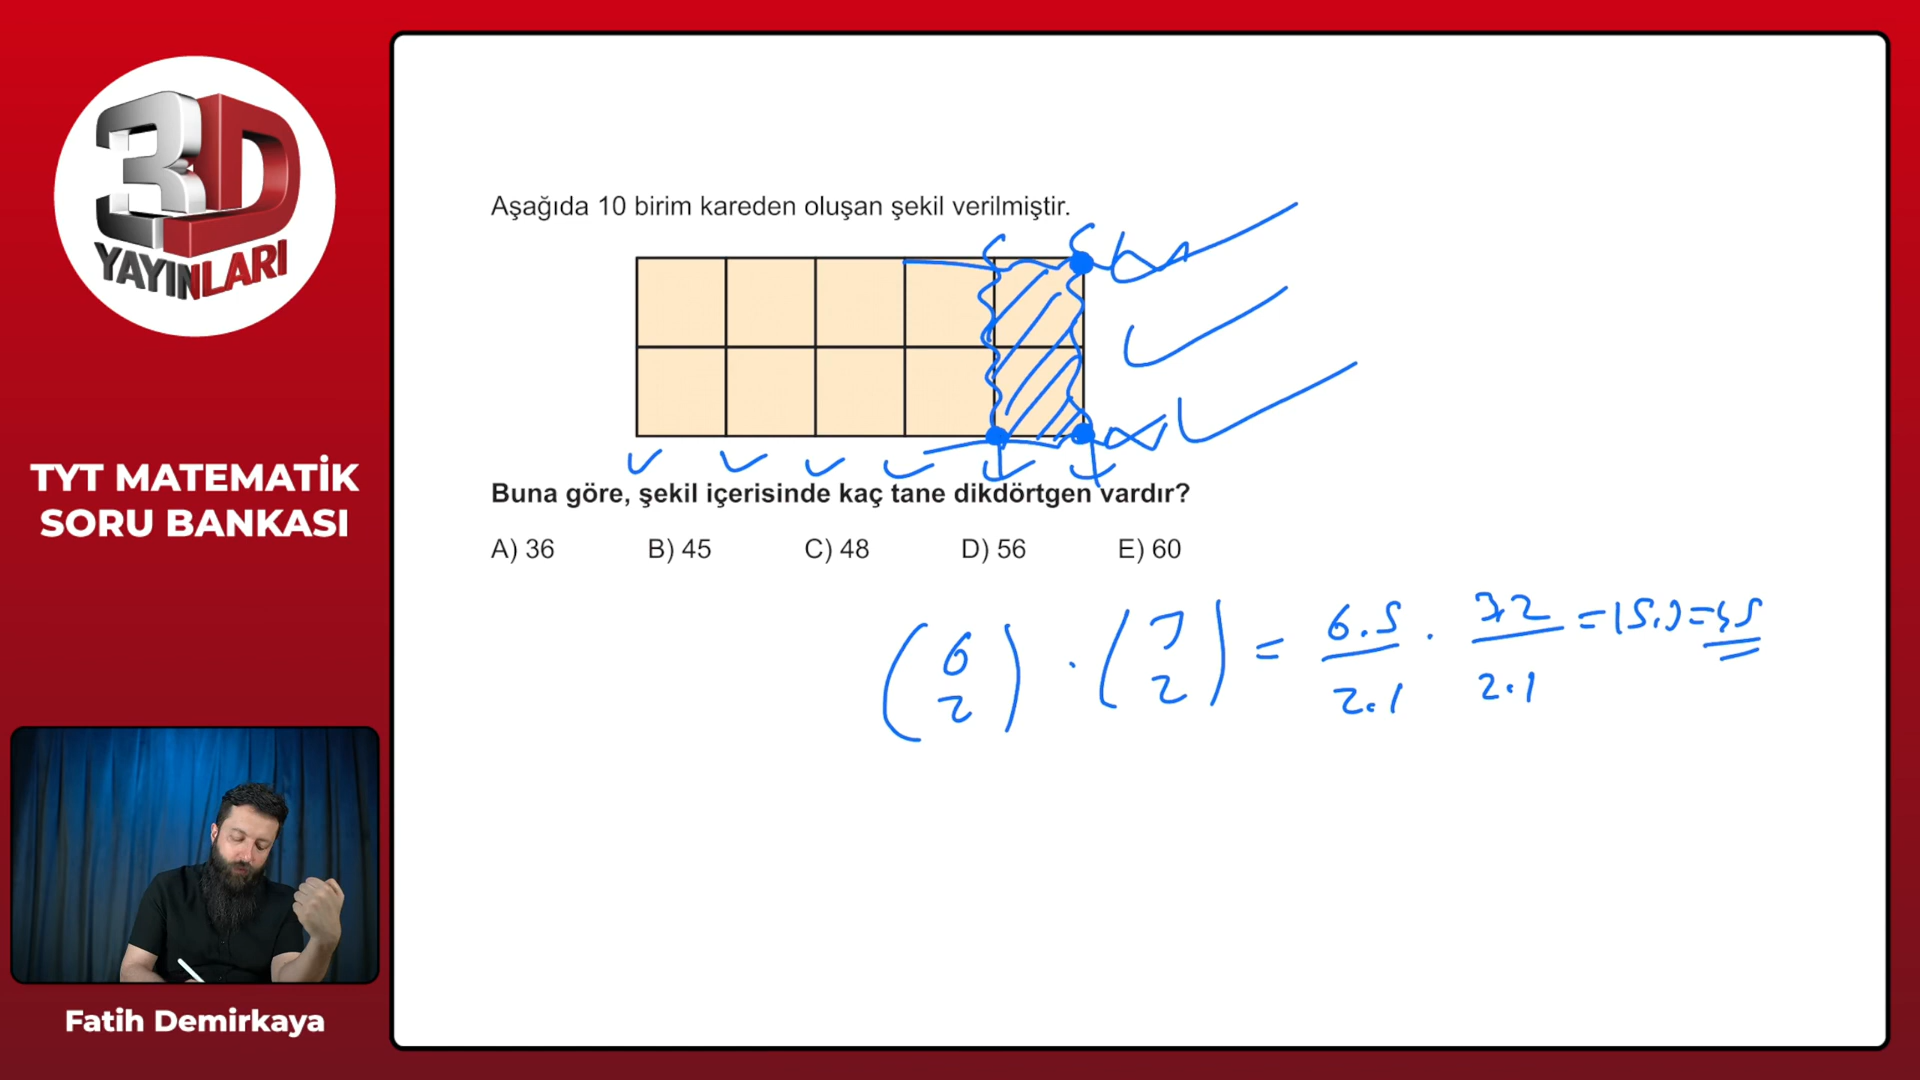 3D
YAYINLARI
TYT MATEMATİK
SORU BANKASI
Fatih Demirkaya
Aşağıda 10 birim kareden oluşan şekil verilmiştir.
Buna göre, şekil içerisinde kaç tane dikdörtgen vardır?
A) 36 B) 45 C) 48 D) 56 E) 60
(6 2) · (3 2) = 6.5/2.1 · 3.2/2.1 = 15.3 = 45